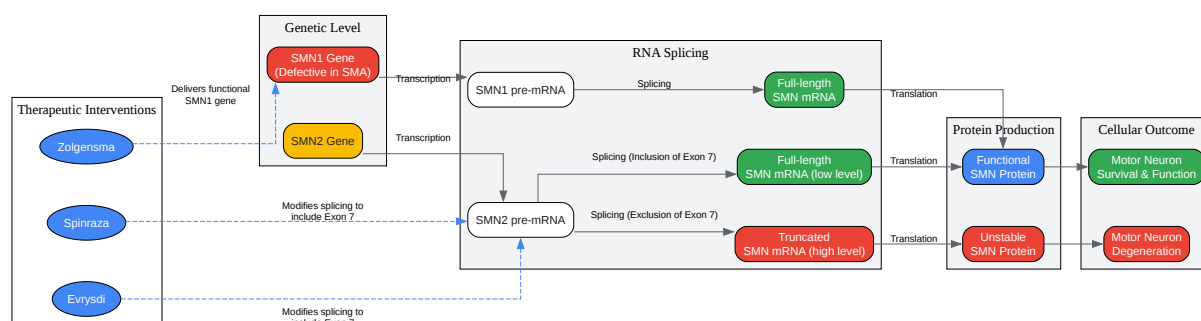 Genetic Level
SMN1 Gene
(Defective in SMA)
SMN2 Gene
Delivers functional
SMN1 gene
Therapeutic Interventions
Zolgensma
Spinraza
Evrysdi
Modifies splicing to
include Exon 7
Modifies splicing to
include Exon 7
Transcription
Transcription
RNA Splicing
SMN1 pre-mRNA
Splicing
Full-length
SMN mRNA
SMN2 pre-mRNA
Splicing (Inclusion of Exon 7)
Full-length
SMN mRNA (low level)
Splicing (Exclusion of Exon 7)
Truncated
SMN mRNA (high level)
Translation
Translation
Translation
Protein Production
Functional
SMN Protein
Unstable
SMN Protein
Cellular Outcome
Motor Neuron
Survival & Function
Motor Neuron
Degeneration